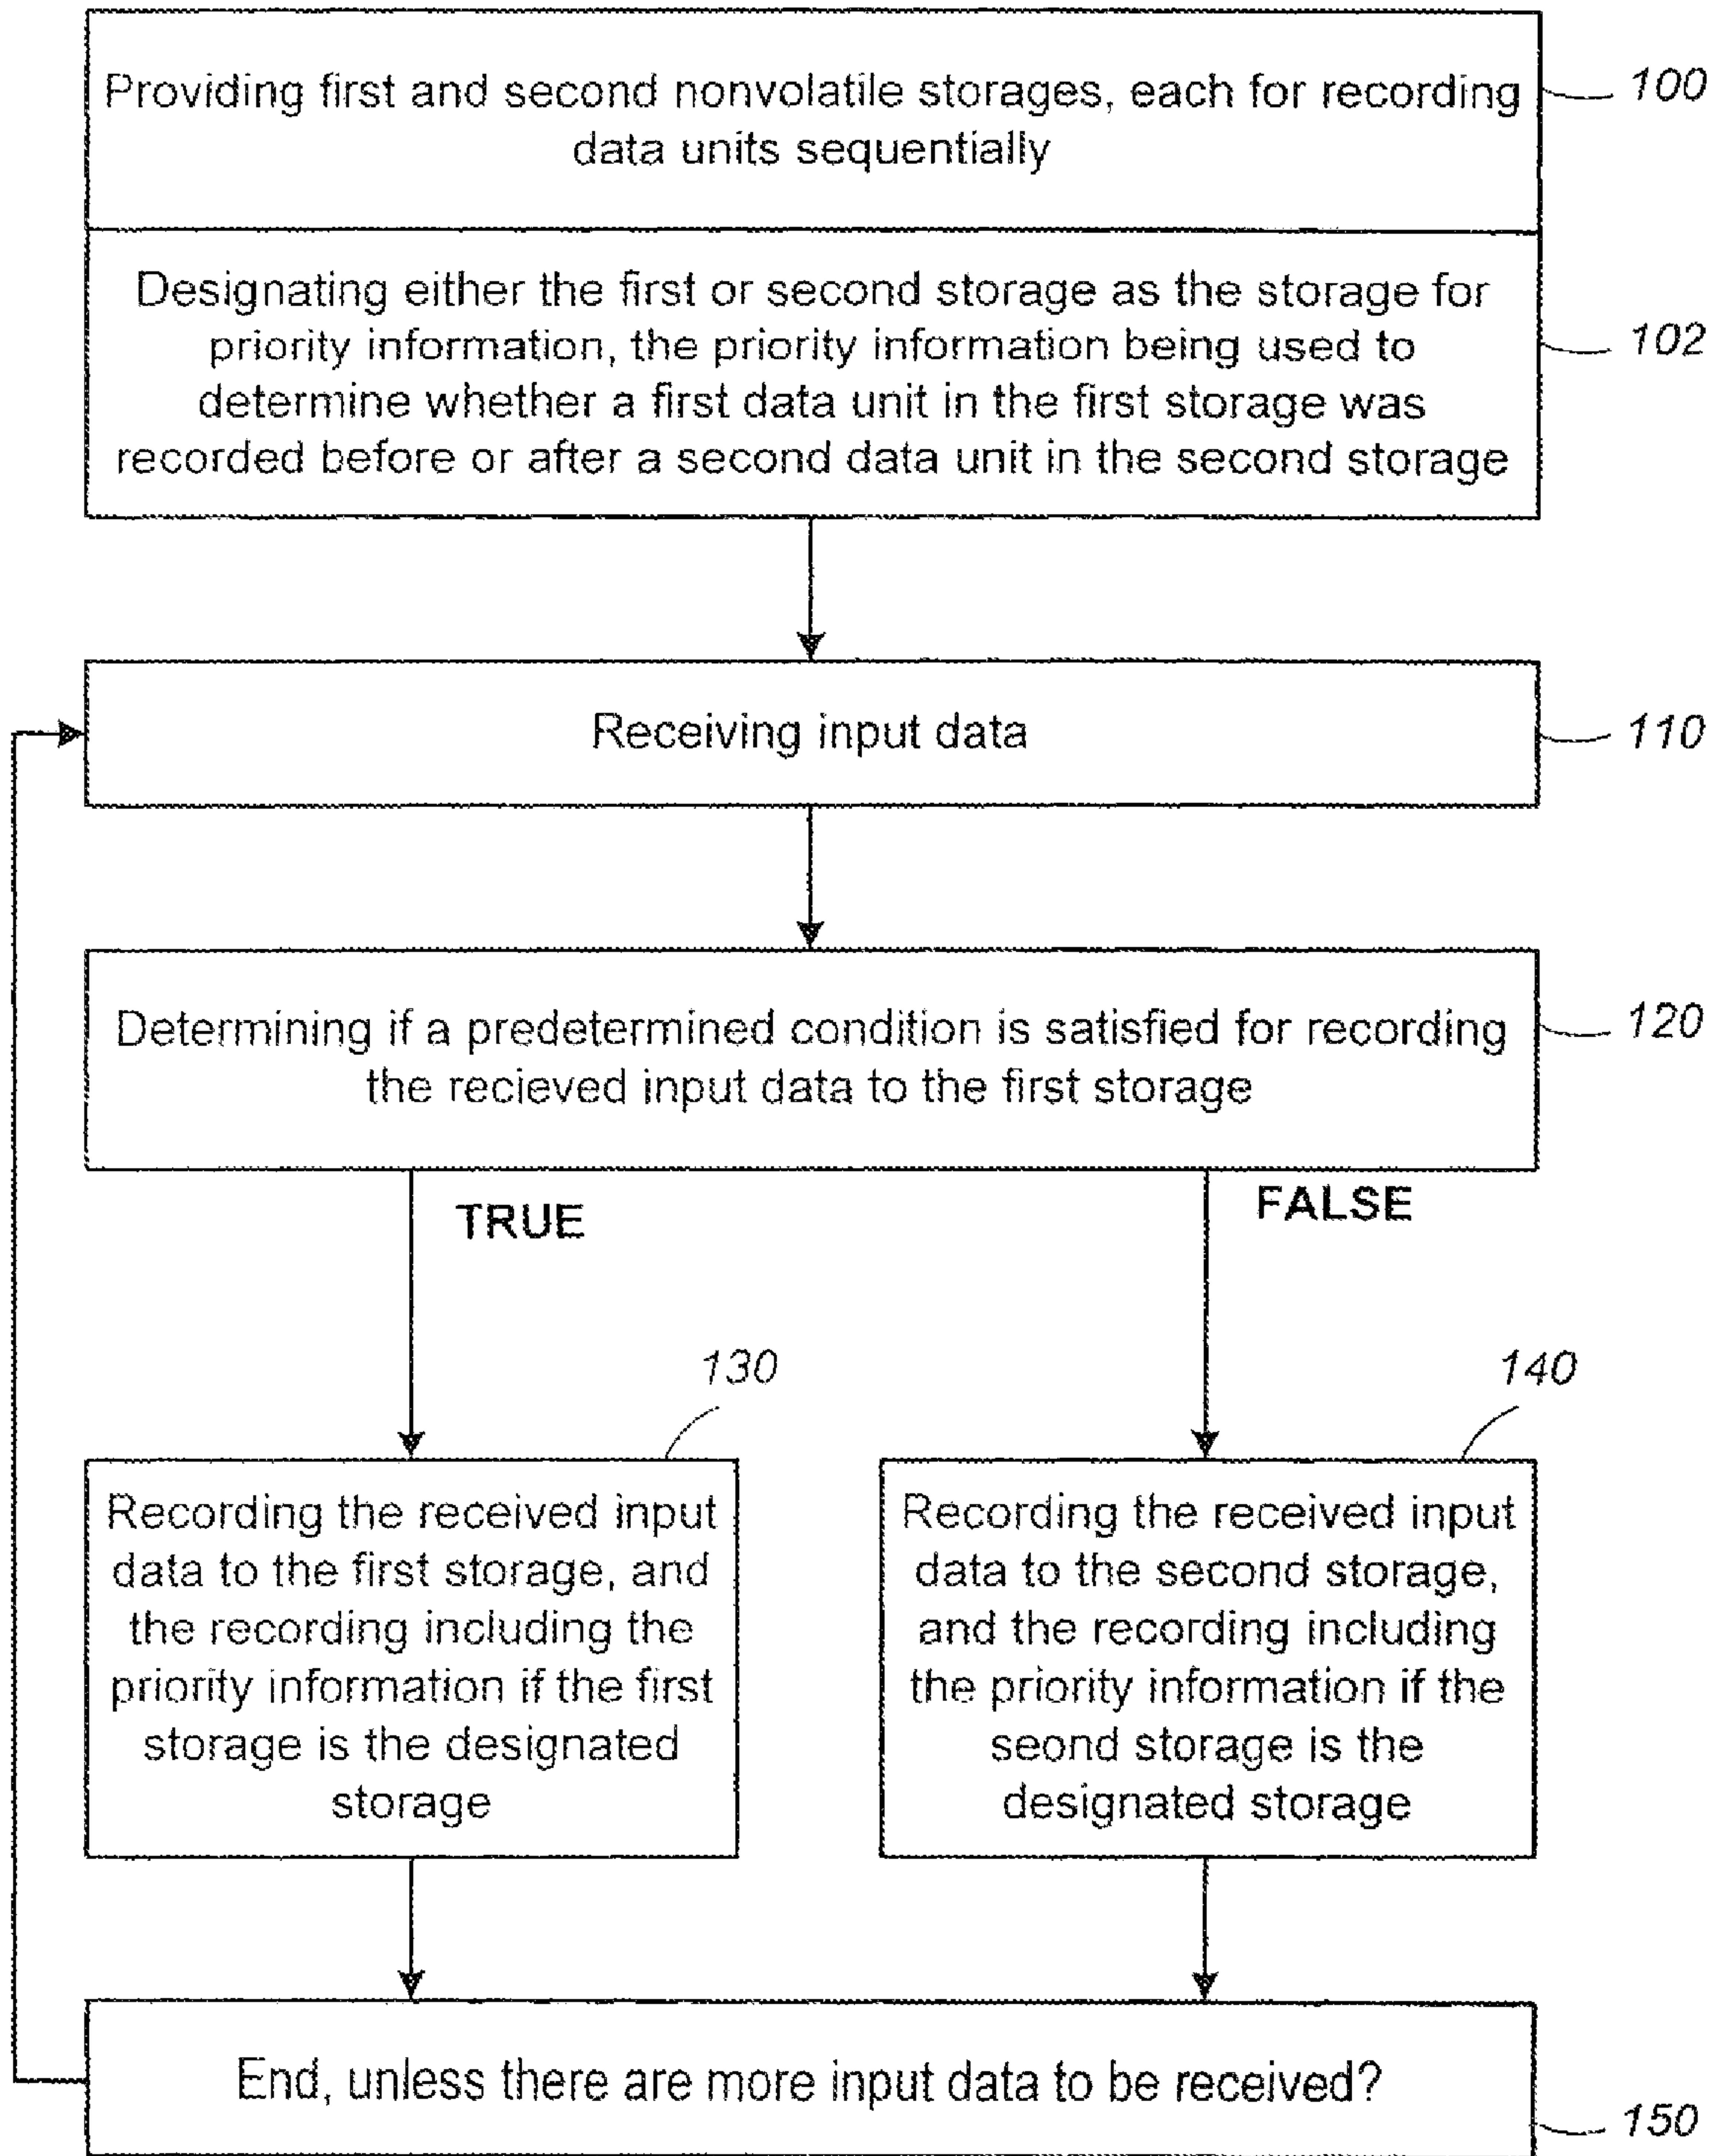 Providing first and second nonvolatile storages, each for recording
data units sequentially
100
Designating either the first or second storage as the storage for
priority information, the priority information being used to
determine whether a first data unit in the first storage was
recorded before or after a second data unit in the second storage
102
Receiving input data
110
Determining if a predetermined condition is satisfied for recording
the recieved input data to the first storage
120
TRUE
FALSE
130
140
Recording the received input
data to the first storage, and
the recording including the
priority information if the first
storage is the designated
storage
Recording the received input
data to the second storage,
and the recording including
the priority information if the
seond storage is the
designated storage
End, unless there are more input data to be received?
150